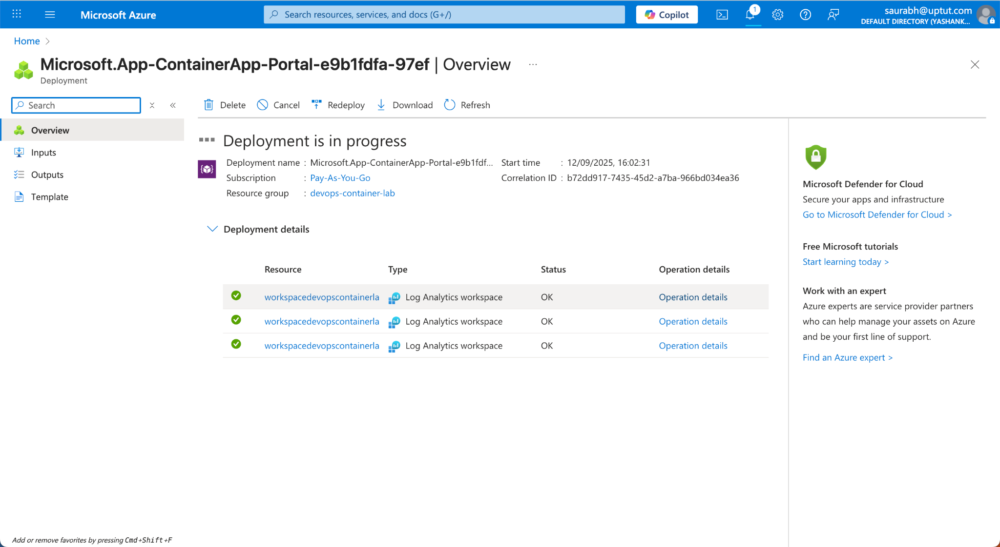 Microsoft Azure
Search resources, services, and docs (G+/)
Copilot
1
saurabh@uptut.com
DEFAULT DIRECTORY (YASHANK...
Home
Microsoft.App-ContainerApp-Portal-e9b1fdfa-97ef | Overview ...
Deployment
Search
Delete
Cancel
Redeploy
Download
Refresh
Overview
Inputs
Outputs
Template
Deployment is in progress
Deployment name : Microsoft.App-ContainerApp-Portal-e9b1fdf...
Subscription : Pay-As-You-Go
Resource group : devops-container-lab
Start time : 12/09/2025, 16:02:31
Correlation ID : b72dd917-7435-45d2-a7ba-966bd034ea36
Deployment details
Resource Type Status Operation details
workspacedevopscontainerla Log Analytics workspace OK Operation details
workspacedevopscontainerla Log Analytics workspace OK Operation details
workspacedevopscontainerla Log Analytics workspace OK Operation details
Microsoft Defender for Cloud
Secure your apps and infrastructure
Go to Microsoft Defender for Cloud >
Free Microsoft tutorials
Start learning today >
Work with an expert
Azure experts are service provider partners
who can help manage your assets on Azure
and be your first line of support.
Find an Azure expert >
Add or remove favorites by pressing Cmd+Shift+F